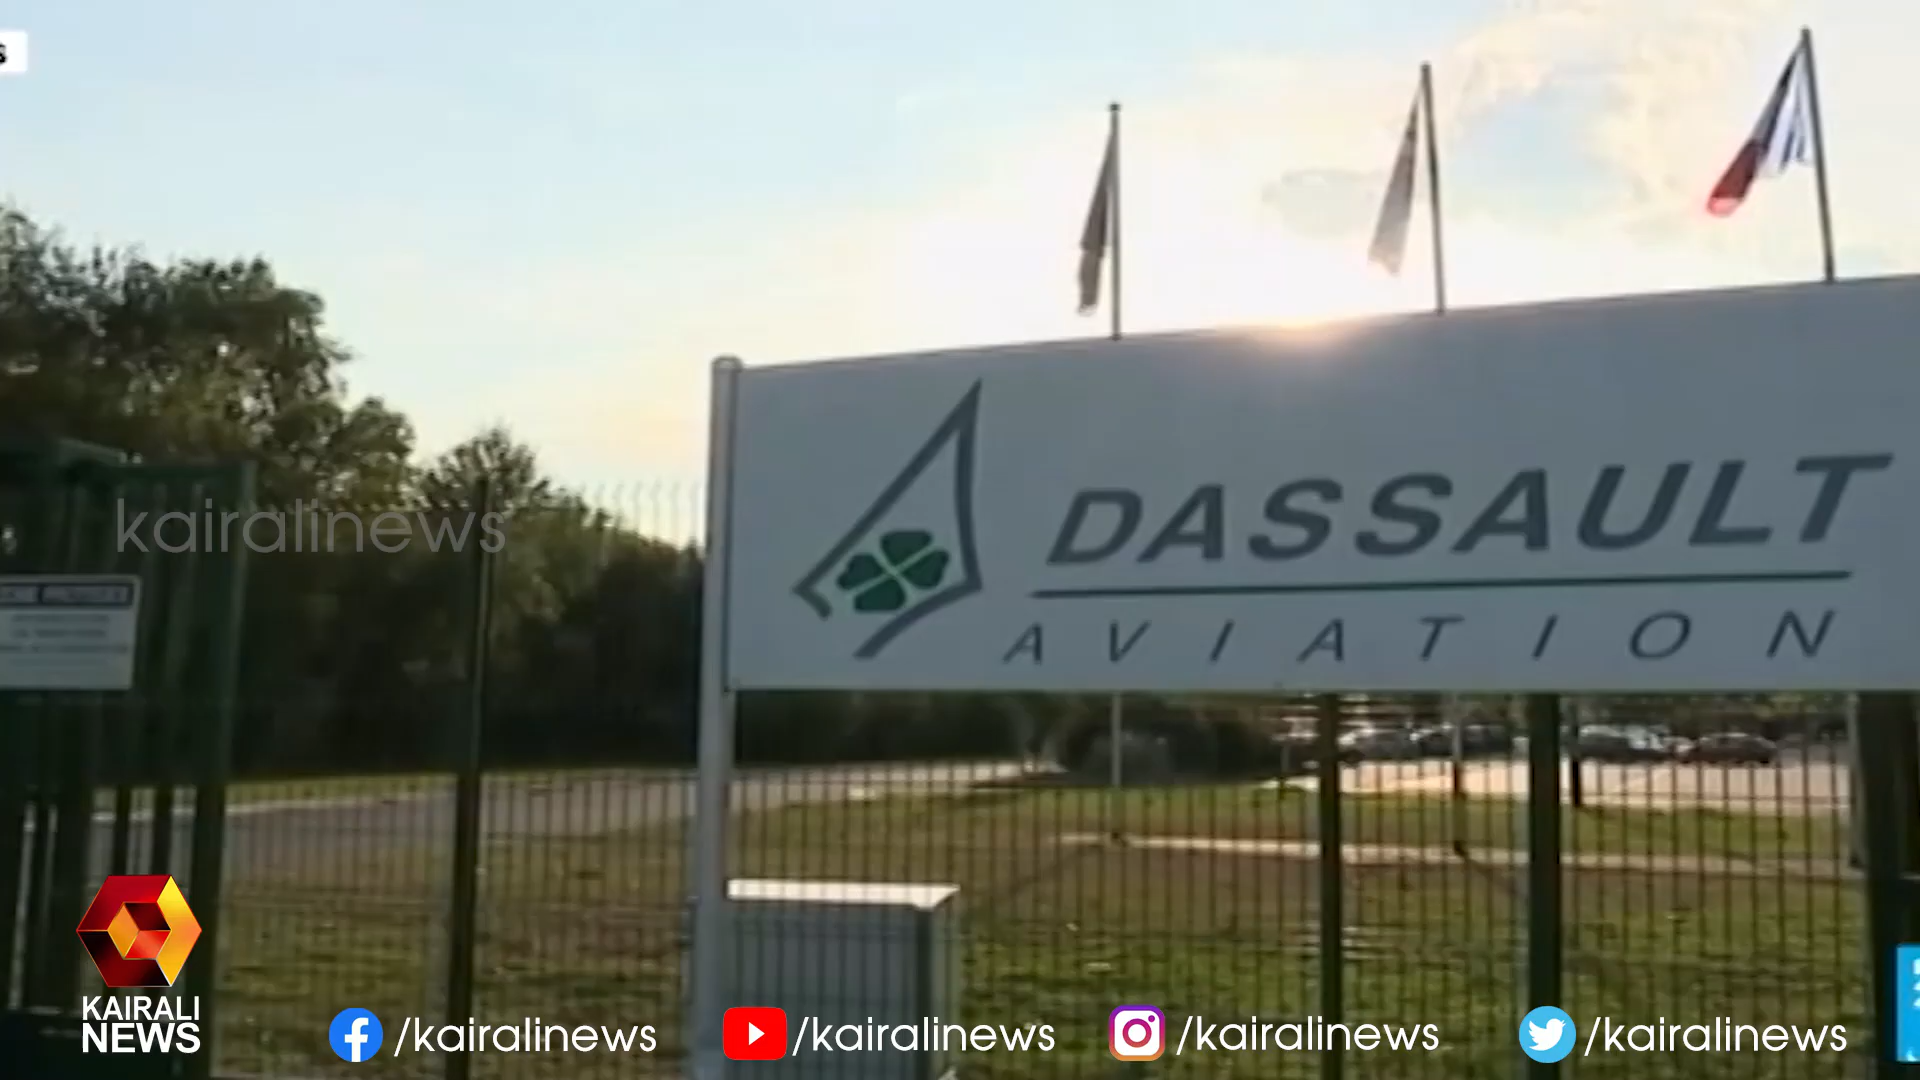 S
kairalinews
DASSAULT
AVIATION
KAIRALI
NEWS
/kairalinews
/kairalinews
/kairalinews
/kairalinews